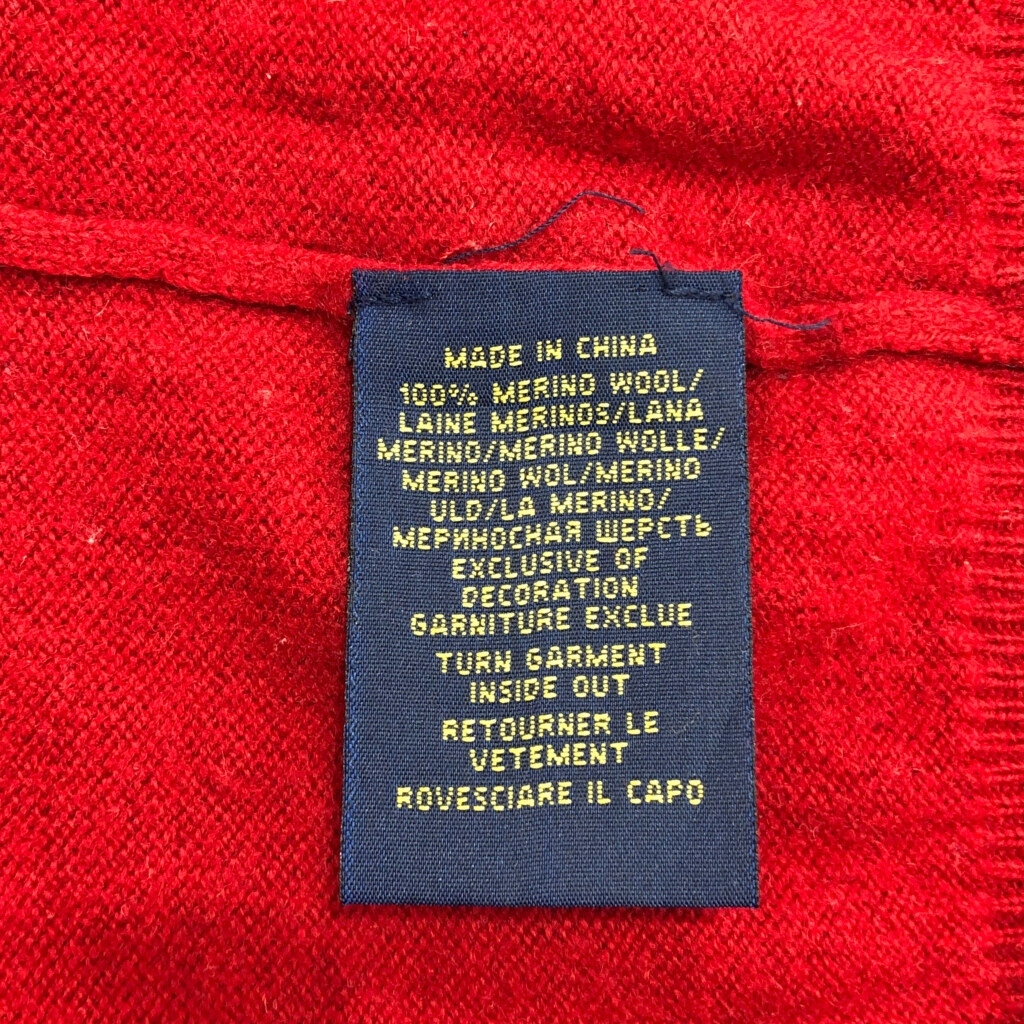 MADE IN CHINA
100% MERINO WOOL/
LAINE MERINOS/LANA
MERINO/MERINO WOLLE/
MERINO WOL/MERINO
ULD/LA MERINO/
МЕРИНОСНАЯ ШЕРСТЬ
EXCLUSIVE OF
DECORATION
GARNITURE EXCLUE
TURN GARMENT
INSIDE OUT
RETOURNER LE
VETEMENT
ROVESCIARE IL CAPO